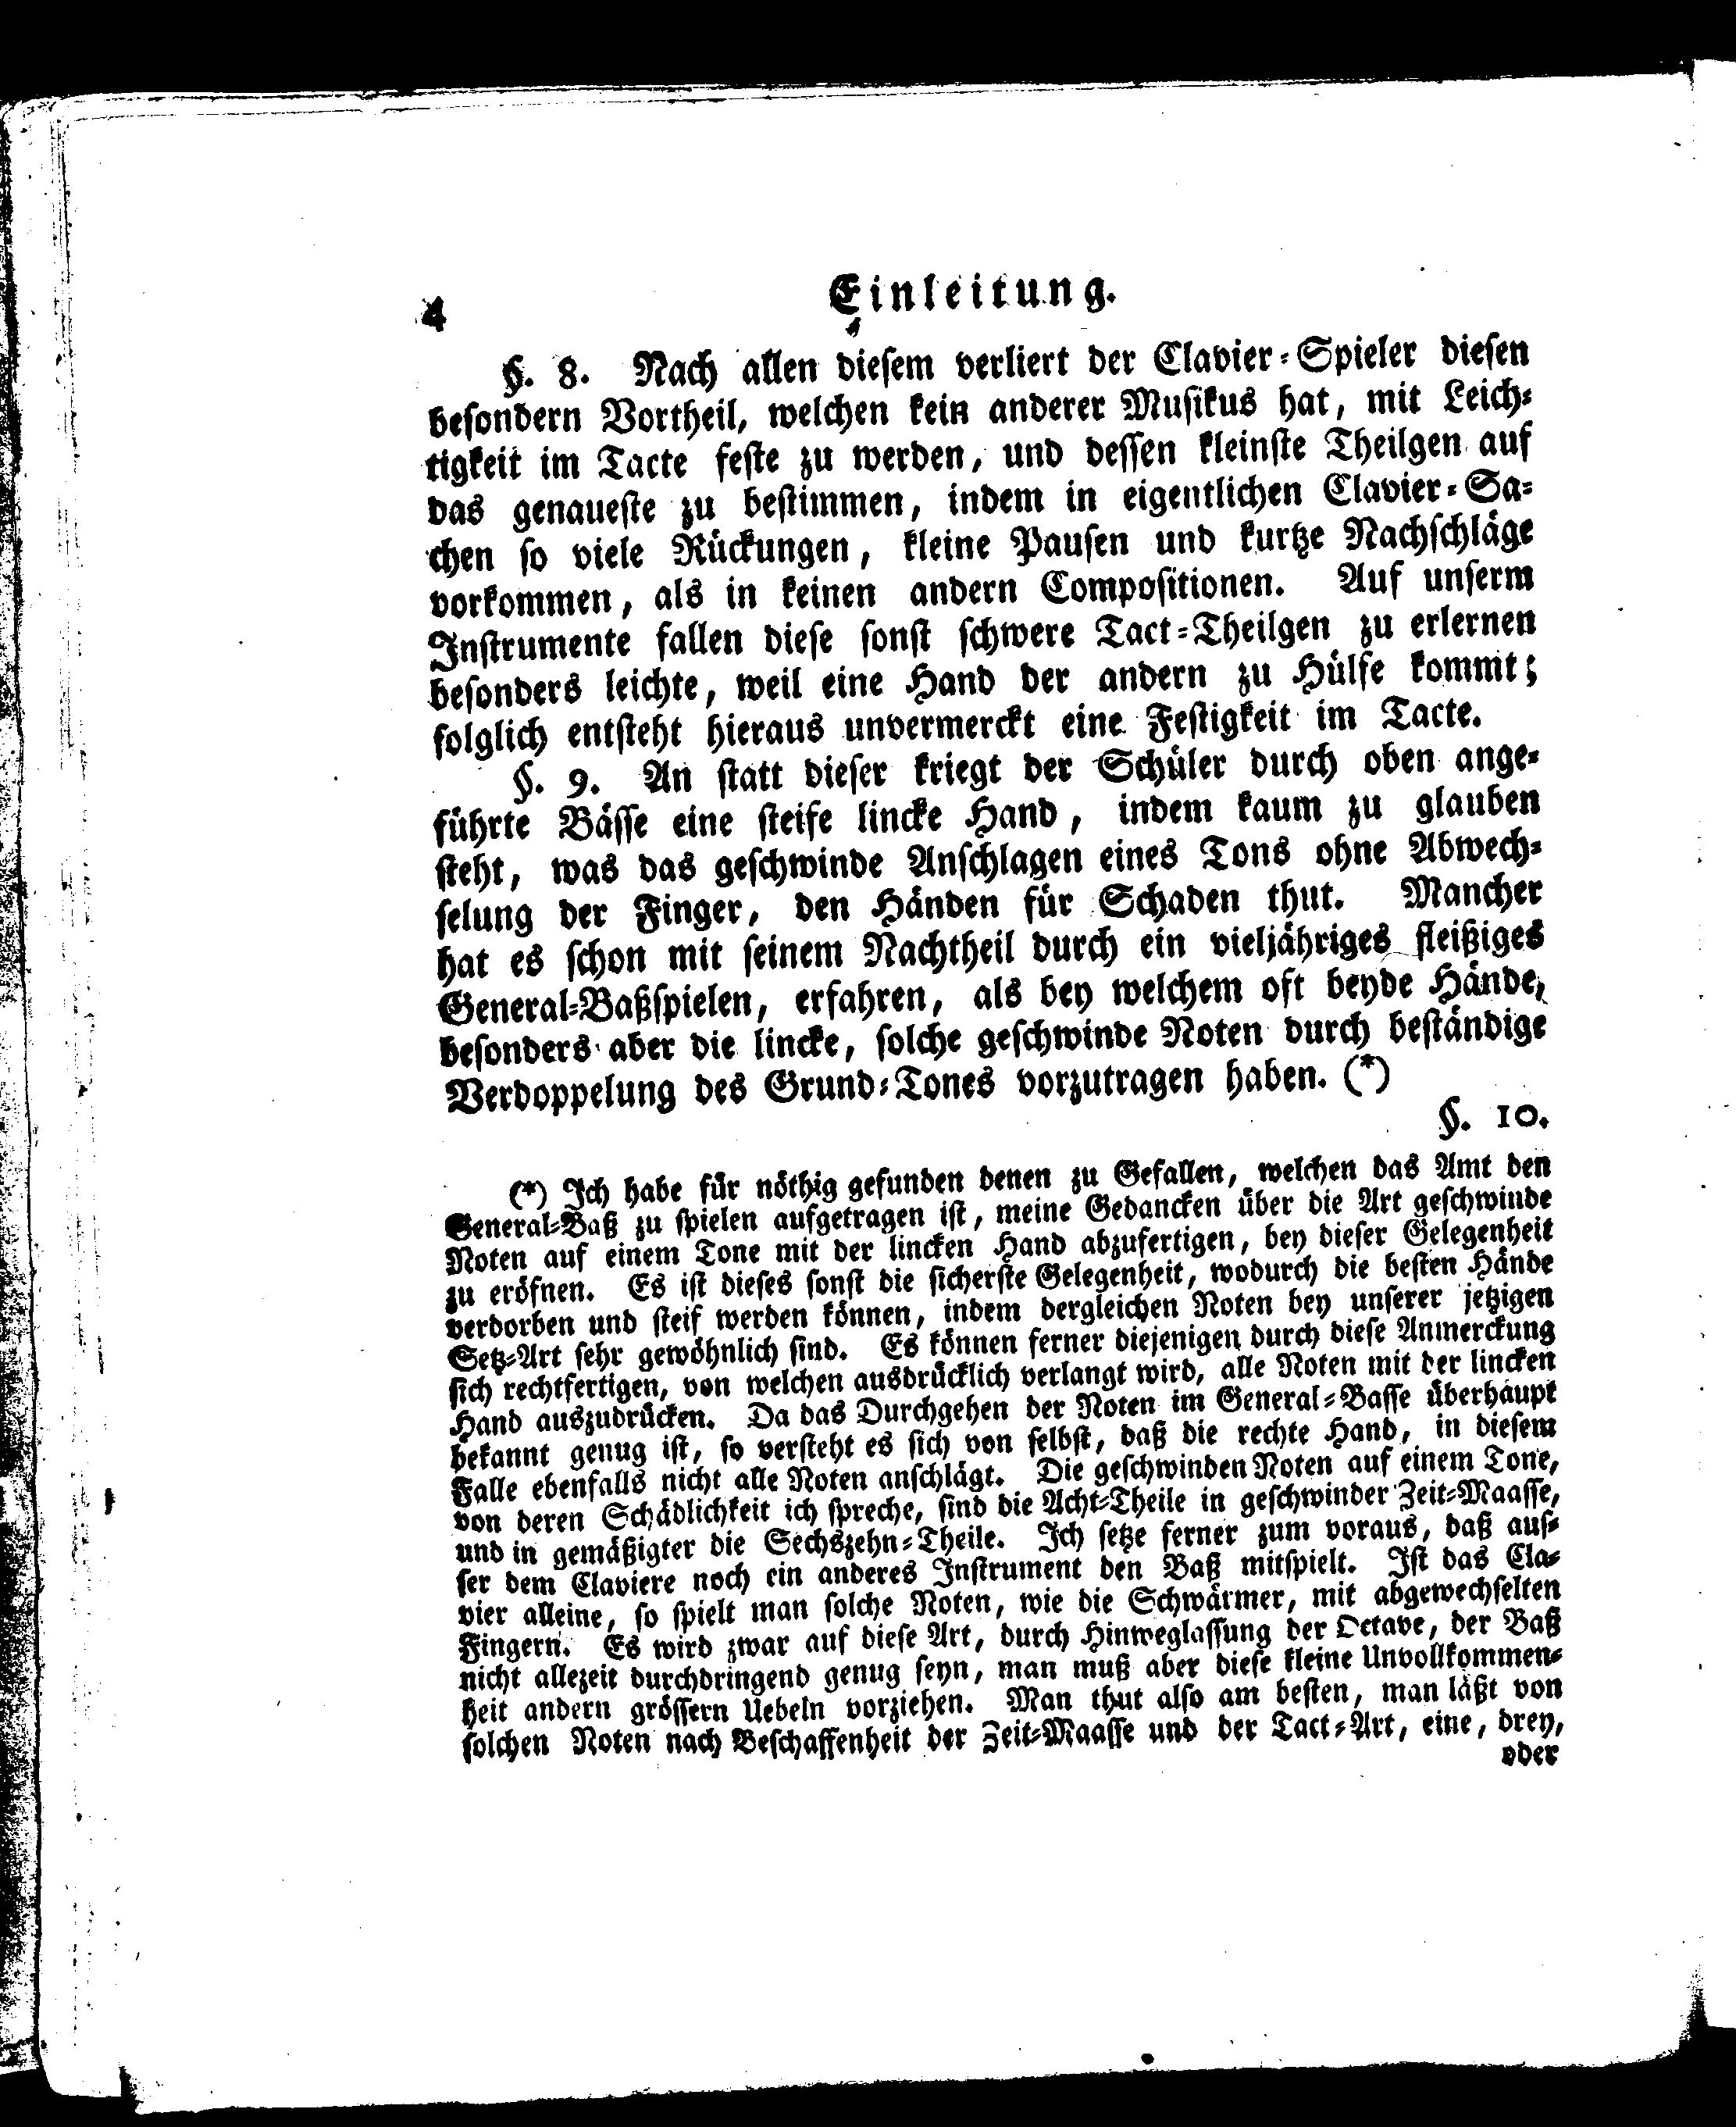 4
Einleitung.
§. 8. Nach allen diesem verliert der Clavier-Spieler diesen
besondern Vortheil, welchen kein anderer Musikus hat, mit Leich-
tigkeit im Tacte feste zu werden, und dessen kleinste Theilgen auf
das genaueste zu bestimmen, indem in eigentlichen Clavier-Sa-
chen so viele Rückungen, kleine Pausen und kurtze Nachschläge
vorkommen, als in keinen andern Compositionen. Auf unserm
Instrumente fallen diese sonst schwere Tact-Theilgen zu erlernen
besonders leichte, weil eine Hand der andern zu Hülfe kommt;
folglich entsteht hieraus unvermerckt eine Festigkeit im Tacte.
§. 9. An statt dieser kriegt der Schüler durch oben ange-
führte Bässe eine steife lincke Hand, indem kaum zu glauben
steht, was das geschwinde Anschlagen eines Tons ohne Abwech-
selung der Finger, den Händen für Schaden thut. Mancher
hat es schon mit seinem Nachtheil durch ein vieljähriges fleißiges
General-Baßspielen, erfahren, als bey welchem oft beyde Hände,
besonders aber die lincke, solche geschwinde Noten durch beständige
Verdoppelung des Grund-Tones vorzutragen haben. (*)
§. 10.
(*) Ich habe für nöthig gefunden denen zu Gefallen, welchen das Amt den
General-Baß zu spielen aufgetragen ist, meine Gedancken über die Art geschwinde
Noten auf einem Tone mit der lincken Hand abzufertigen, bey dieser Gelegenheit
zu eröfnen. Es ist dieses sonst die sicherste Gelegenheit, wodurch die besten Hände
verdorben und steif werden können, indem dergleichen Noten bey unserer jetzigen
Setz-Art sehr gewöhnlich sind. Es können ferner diejenigen durch diese Anmerckung
sich rechtfertigen, von welchen ausdrücklich verlangt wird, alle Noten mit der lincken
Hand auszudrücken. Da das Durchgehen der Noten im General-Basse überhaupt
bekannt genug ist, so versteht es sich von selbst, daß die rechte Hand, in diesem
Falle ebenfalls nicht alle Noten anschlägt. Die geschwinden Noten auf einem Tone,
von deren Schädlichkeit ich spreche, sind die Acht-Theile in geschwinder Zeit-Maasse,
und in gemäßigter die Sechszehn-Theile. Ich setze ferner zum voraus, daß aus-
ser dem Claviere noch ein anderes Instrument den Baß mitspielt. Ist das Cla-
vier alleine, so spielt man solche Noten, wie die Schwärmer, mit abgewechselten
Fingern. Es wird zwar auf diese Art, durch Hinweglassung der Octave, der Baß
nicht allezeit durchdringend genug seyn, man muß aber diese kleine Unvollkommen-
heit andern grössern Uebeln vorziehen. Man thut also am besten, man läßt von
solchen Noten nach Beschaffenheit der Zeit-Maasse und der Tact-Art, eine, drey,
oder